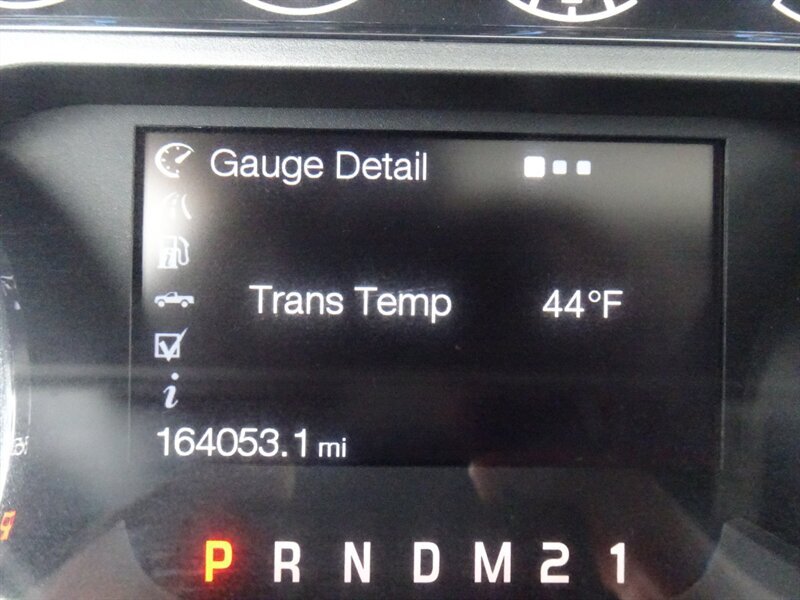 Gauge Detail
Trans Temp 44°F
i
164053.1 mi
P R N D M 2 1